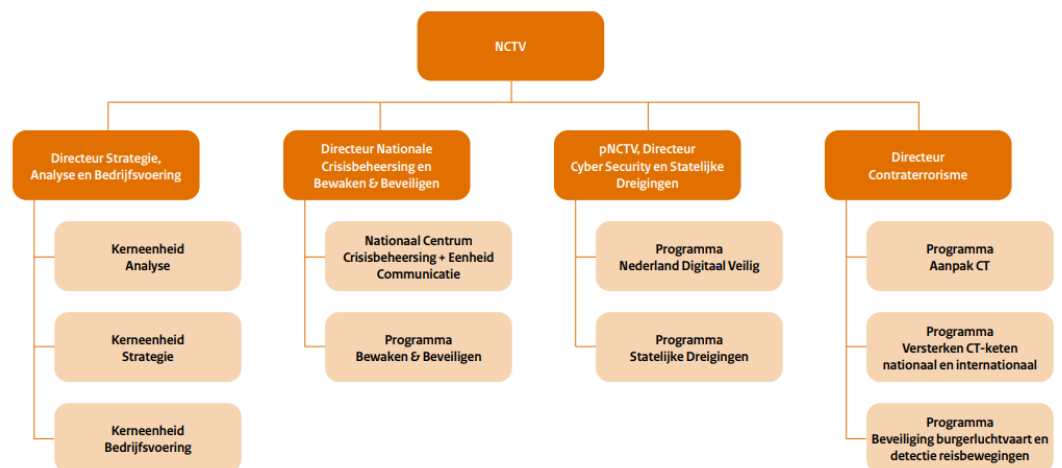 NCTV
Directeur Strategie,
Analyse en Bedrijfsvoering
Kerneenheid
Analyse
Kerneenheid
Strategie
Kerneenheid
Bedrijfsvoering
Directeur Nationale
Crisisbeheersing en
Bewaken & Beveiligen
Nationaal Centrum
Crisisbeheersing + Eenheid
Communicatie
Programma
Bewaken & Beveiligen
pNCTV, Directeur
Cyber Security en Statelijke
Dreigingen
Programma
Nederland Digitaal Veilig
Programma
Statelijke Dreigingen
Directeur
Contraterrorisme
Programma
Aanpak CT
Programma
Versterken CT-keten
nationaal en internationaal
Programma
Beveiliging burgerluchtvaart en
detectie reisbewegingen